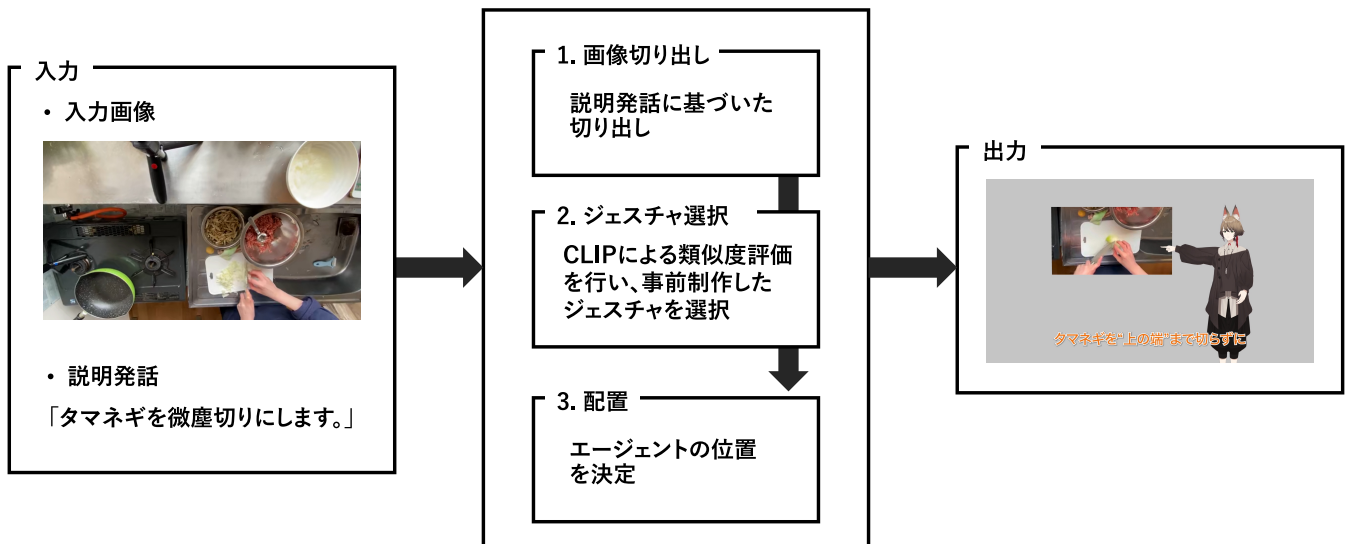 入力
・ 入力画像
・ 説明発話
「タマネギを微塵切りにします。」
1. 画像切り出し
説明発話に基づいた
切り出し
2. ジェスチャ選択
CLIPによる類似度評価
を行い、事前制作した
ジェスチャを選択
3. 配置
エージェントの位置
を決定
出力
タマネギを“上の端”まで切らずに